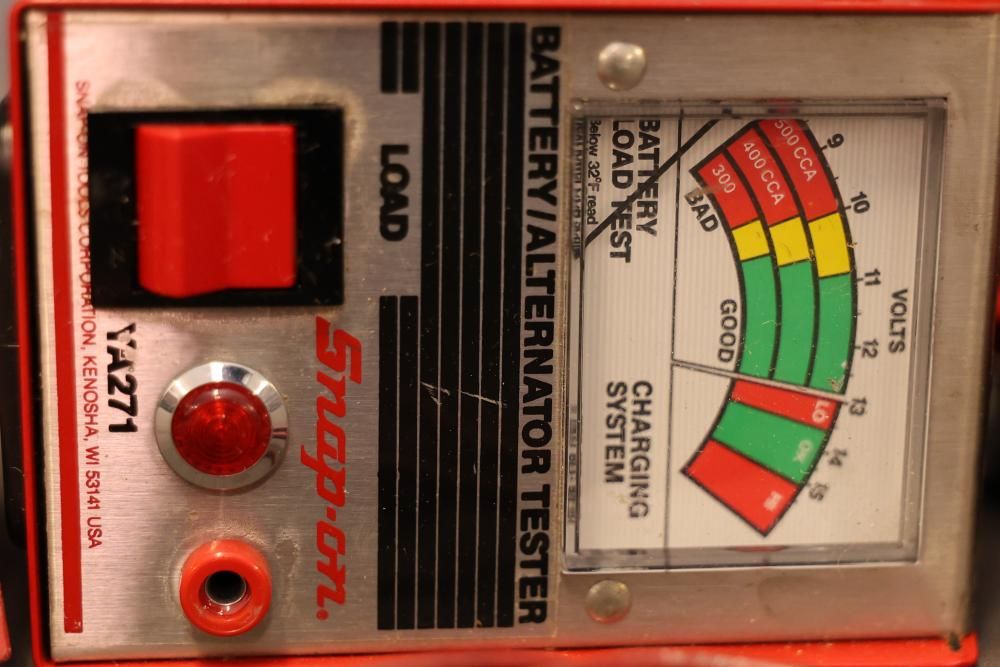 VOLTS
9 10 11 12 13 14 15
500 CCA
400 CCA
300
LO OK HI
BAD GOOD
BATTERY
LOAD TEST
Below 32°F read
CHARGING
SYSTEM
BATTERY/ALTERNATOR TESTER
LOAD
Snap-on.
YA271
SNAP-ON TOOLS CORPORATION, KENOSHA, WI 53141 USA